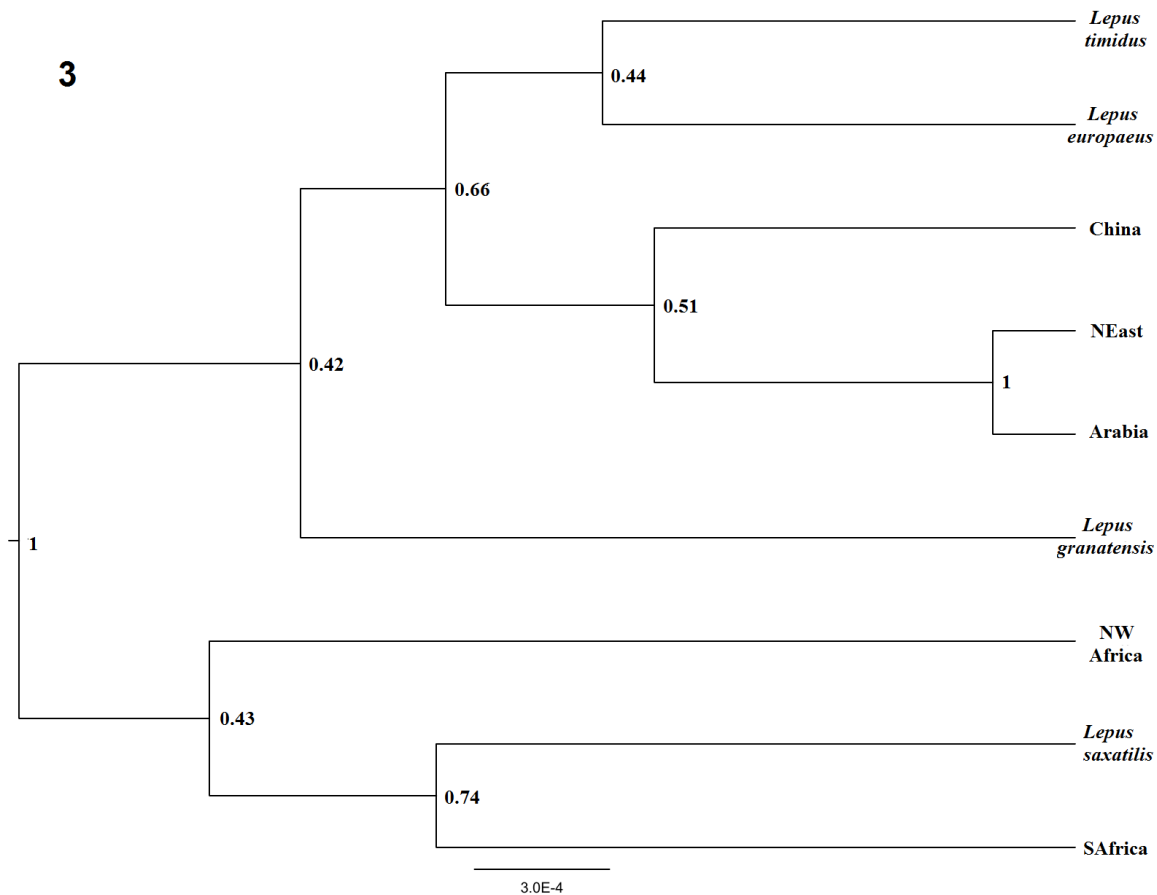 Lepus
timidus
3
0.44
Lepus
europaeus
0.66
China
0.51
NEast
0.42
1
Arabia
Lepus
granatensis
1
NW
Africa
0.43
Lepus
saxatilis
0.74
SAfrica
3.0E-4